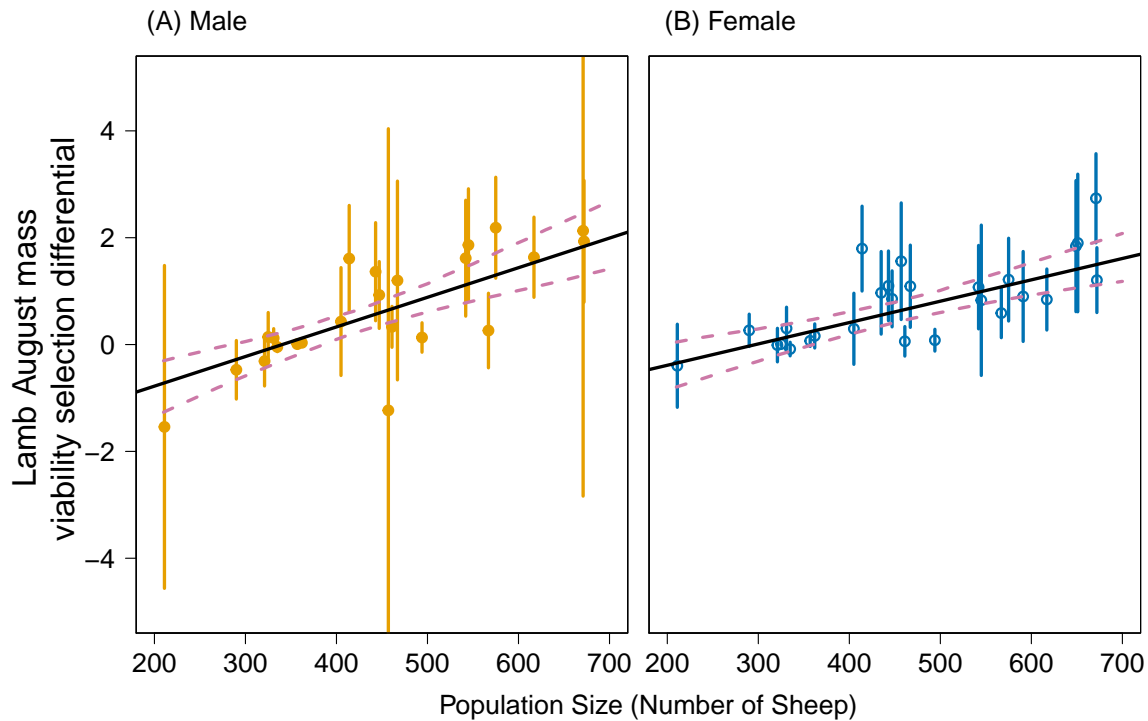 (A) Male
(B) Female
Lamb August mass
viability selection differential
4
2
0
−2
−4
200 300 400 500 600 700
200 300 400 500 600 700
Population Size (Number of Sheep)